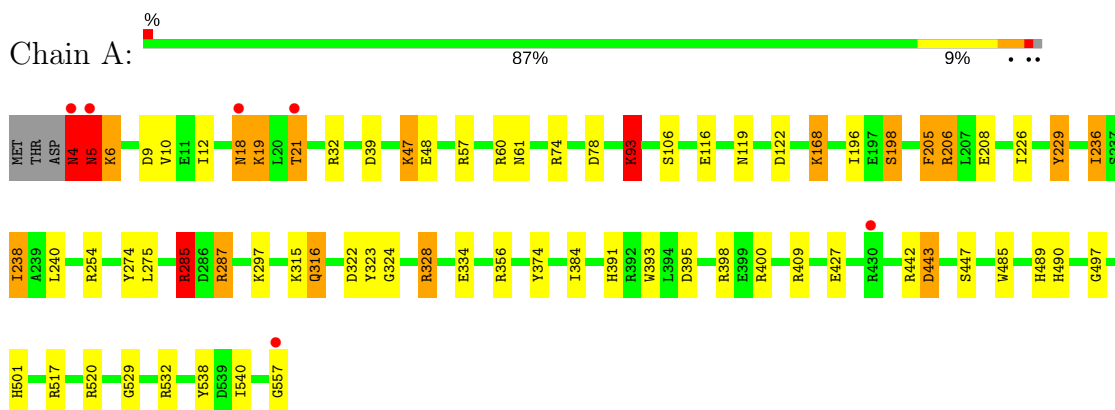 %
Chain A:
87% 9% . ..
MET THR ASP N4 N5 K6 D9 V10 E11 I12 N18 K19 L20 T21 R32 D39 K47 E48 R57 R60 N61 R74 D78 K93 S106 E116 N119 D122 K168 I196 E197 S198 F205 R206 L207 E208 I226 Y229 I236 S237
I238 A239 L240 R254 Y274 L275 R285 D286 R287 K297 K315 Q316 D322 Y323 G324 R328 E334 R356 Y374 I384 H391 R392 W393 L394 D395 R398 E399 R400 R409 E427 R430 R442 D443 S447 W485 H489 H490 G497
H501 R517 R520 G529 R532 Y538 D539 I540 G557